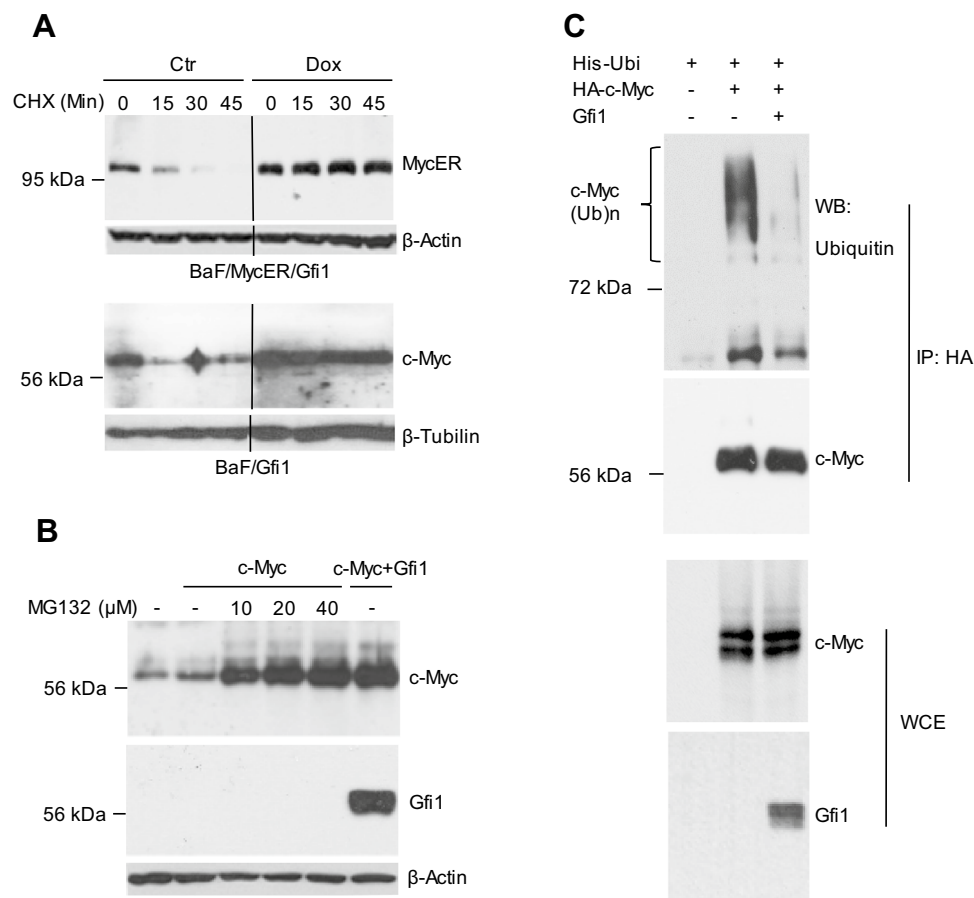 A
Ctr Dox
CHX (Min) 0 15 30 45 0 15 30 45
MycER
95 kDa
β-Actin
BaF/MycER/Gfi1
c-Myc
56 kDa
β-Tubilin
BaF/Gfi1
B
c-Myc c-Myc+Gfi1
MG132 (µM) - - 10 20 40 -
c-Myc
56 kDa
Gfi1
56 kDa
β-Actin
C
His-Ubi + + +
HA-c-Myc - + +
Gfi1 - - +
c-Myc
(Ub)n
WB:
Ubiquitin
72 kDa
IP: HA
c-Myc
56 kDa
c-Myc
WCE
Gfi1